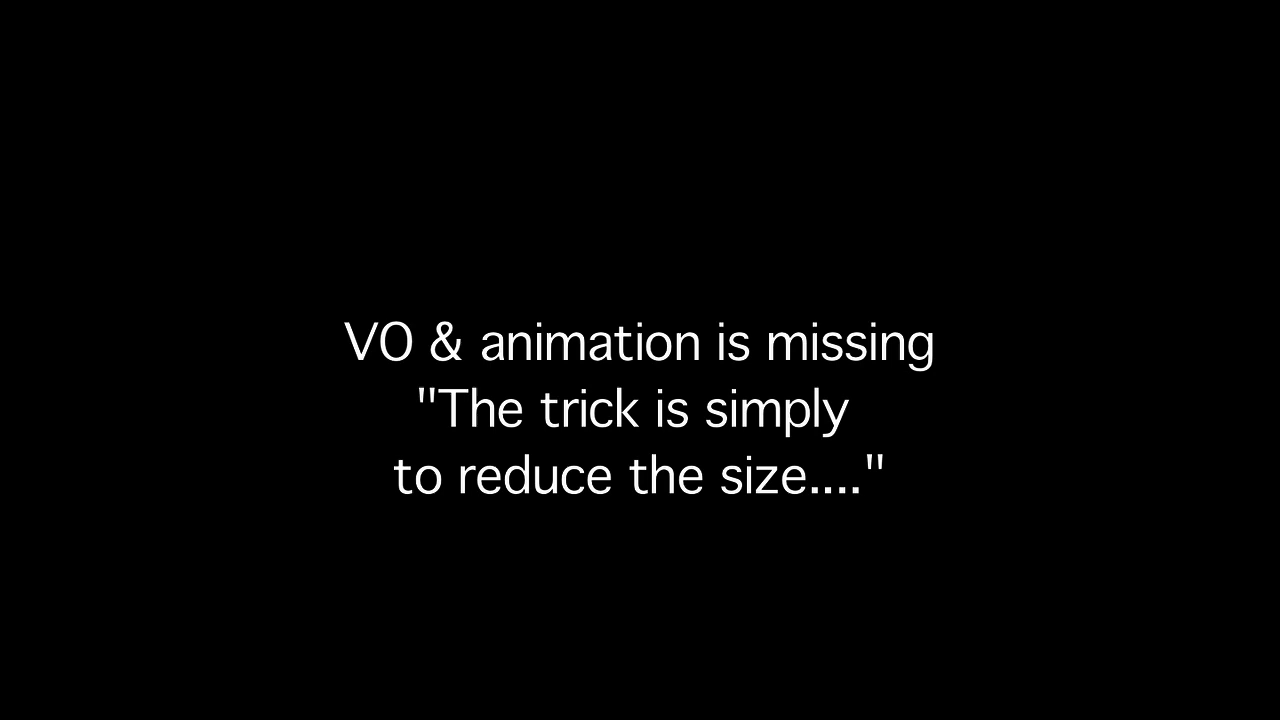 VO & animation is missing
"The trick is simply
to reduce the size...."